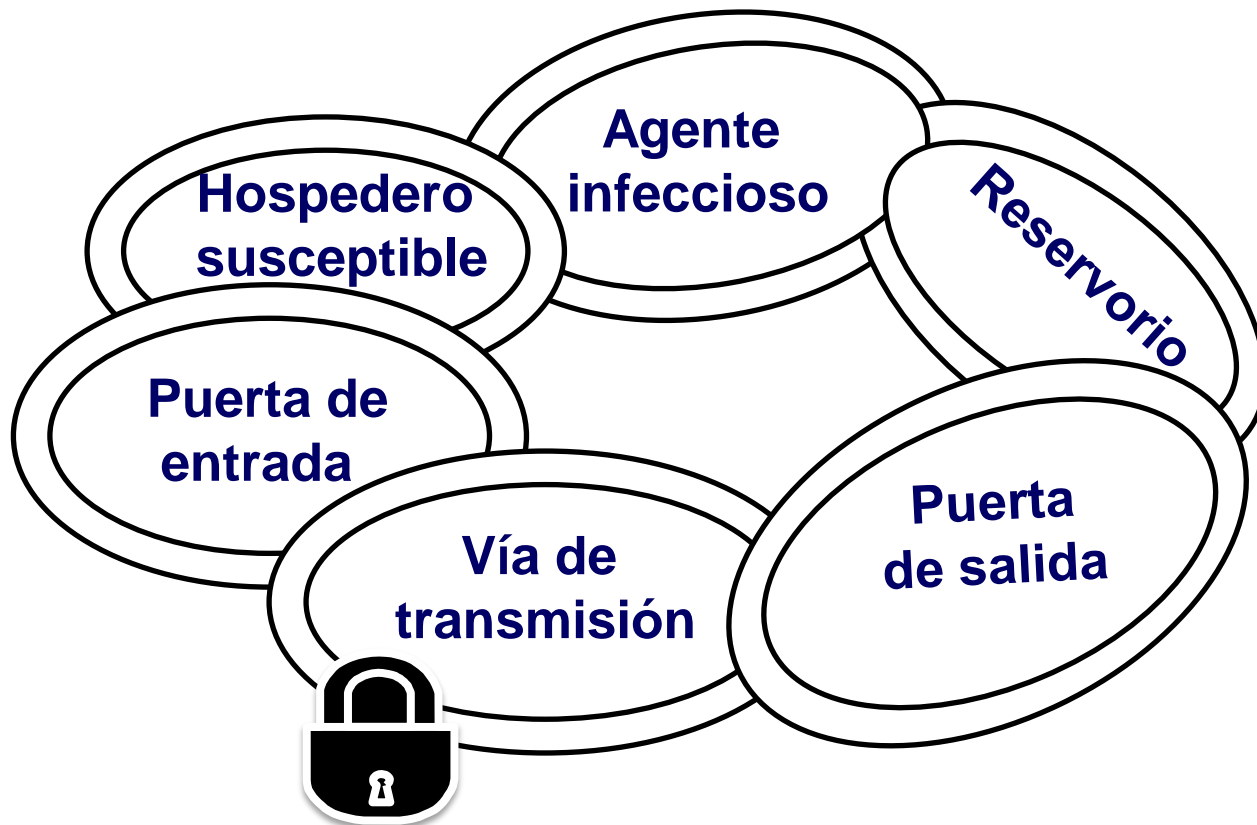 Agente
infeccioso
Reservorio
Hospedero
susceptible
Puerta de
entrada
Puerta
de salida
Vía de
transmisión